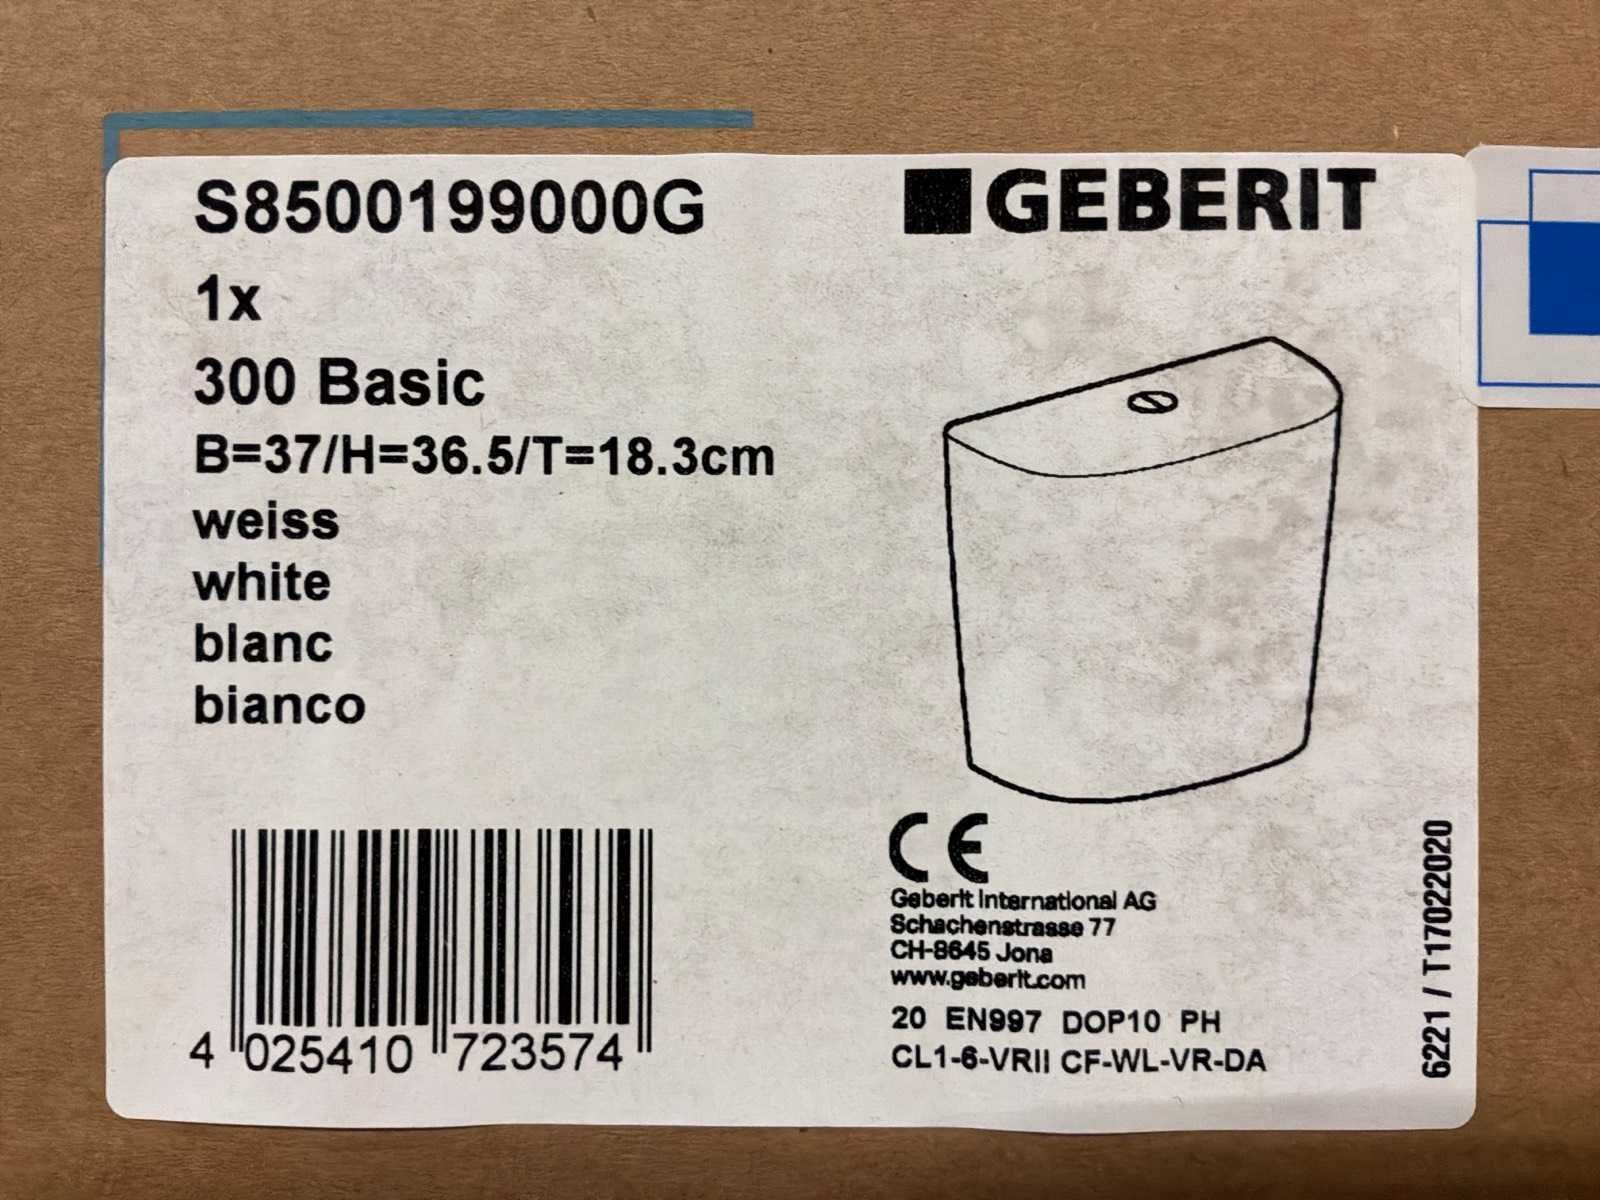 S8500199000G
GEBERIT
1x
300 Basic
B=37/H=36.5/T=18.3cm
weiss
white
blanc
bianco
4 025410 723574
CE
Geberit International AG
Schachenstrasse 77
CH-8645 Jona
www.geberit.com
20 EN997 DOP10 PH
CL1-6-VRII CF-WL-VR-DA
6221 / T17022020